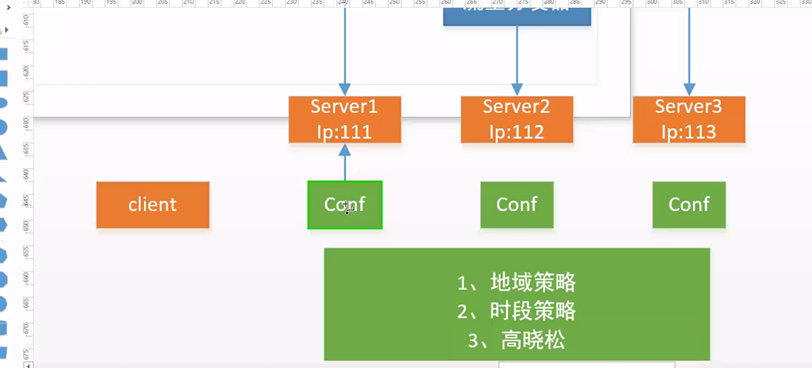 Server1
Ip:111
Server2
Ip:112
Server3
Ip:113
client
Conf
Conf
Conf
1、地域策略
2、时段策略
3、高晓松